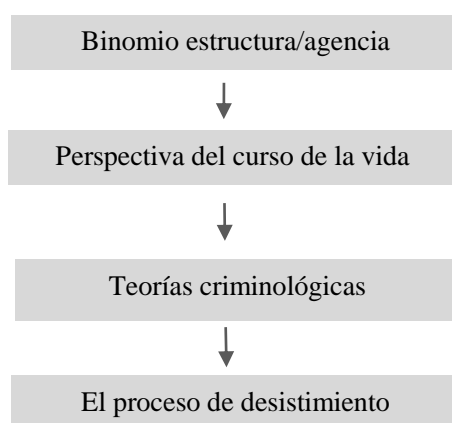 Binomio estructura/agencia
Perspectiva del curso de la vida
Teorías criminológicas
El proceso de desistimiento